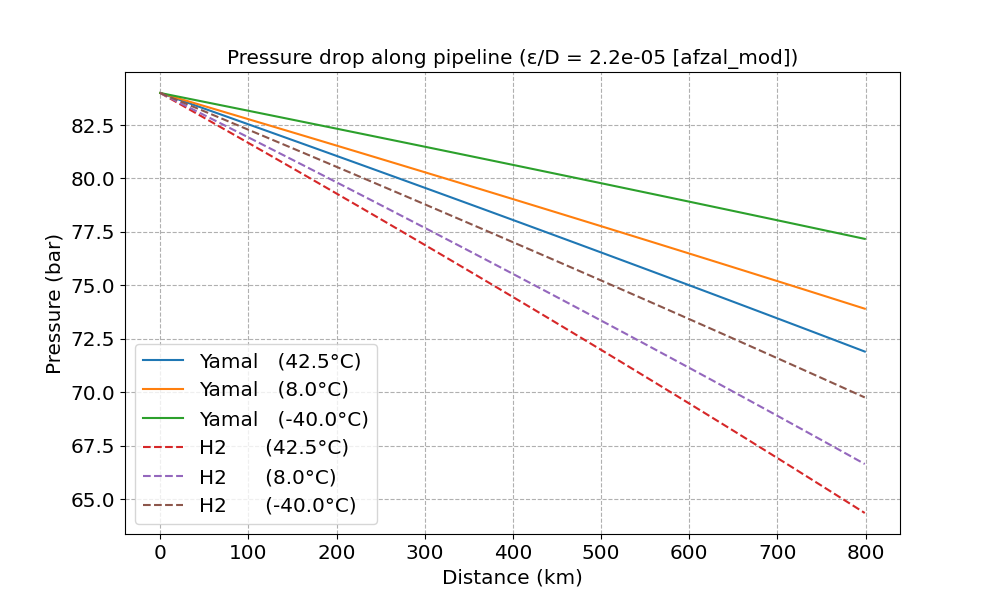 Pressure drop along pipeline (ε/D = 2.2e-05 [afzal_mod])
Pressure (bar)
82.5
80.0
77.5
75.0
72.5
70.0
67.5
65.0
Yamal (42.5°C)
Yamal (8.0°C)
Yamal (-40.0°C)
H2 (42.5°C)
H2 (8.0°C)
H2 (-40.0°C)
0 100 200 300 400 500 600 700 800
Distance (km)